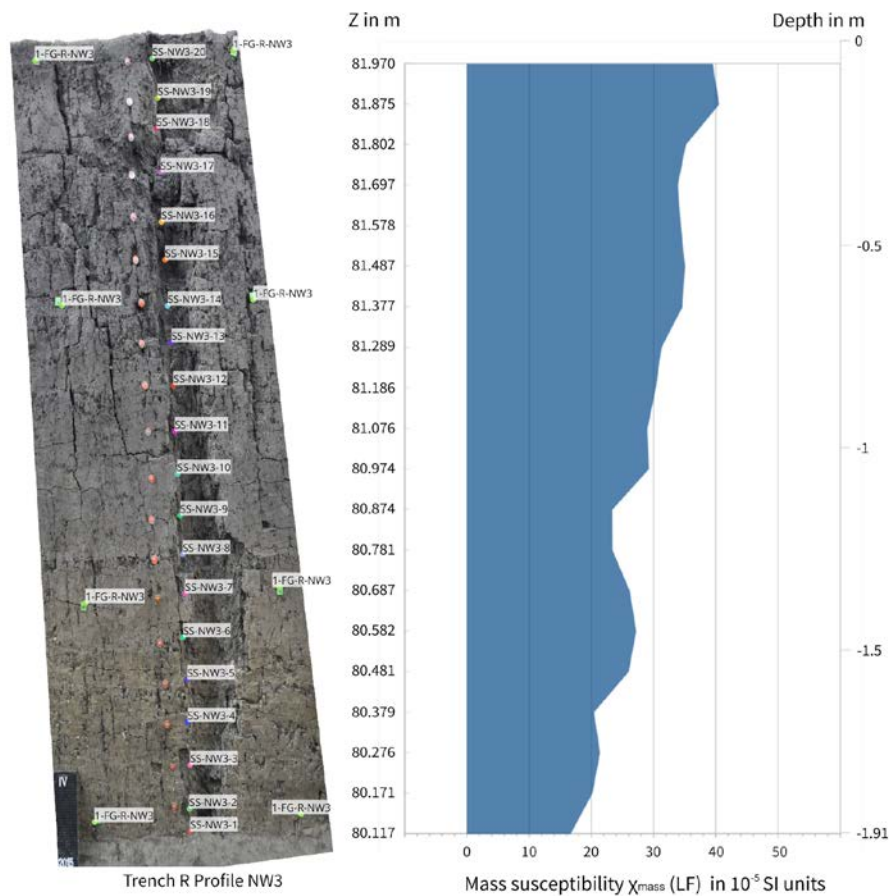 Z in m
Depth in m
1-FG-R-NW3
SS-NW3-20
1-FG-R-NW3
0
81.970
SS-NW3-19
81.875
SS-NW3-18
81.802
SS-NW3-17
81.697
SS-NW3-16
81.578
SS-NW3-15
-0.5
81.487
1-FG-R-NW3
SS-NW3-14
1-FG-R-NW3
81.377
SS-NW3-13
81.289
SS-NW3-12
81.186
SS-NW3-11
81.076
-1
SS-NW3-10
80.974
SS-NW3-9
80.874
SS-NW3-8
80.781
1-FG-R-NW3
SS-NW3-7
1-FG-R-NW3
80.687
SS-NW3-6
80.582
-1.5
SS-NW3-5
80.481
SS-NW3-4
80.379
SS-NW3-3
80.276
IV
SS-NW3-2
80.171
1-FG-R-NW3
1-FG-R-NW3
SS-NW3-1
80.117
-1.91
2015
0 10 20 30 40 50
Trench R Profile NW3
Mass susceptibility χmass (LF) in 10⁻⁵ SI units